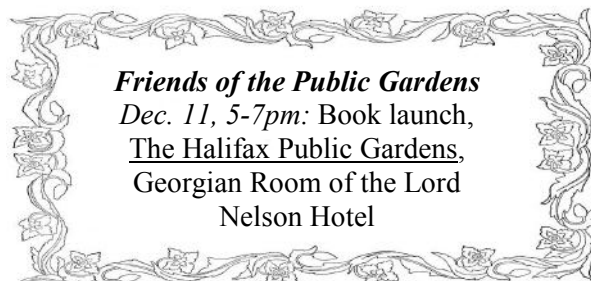 Friends of the Public Gardens
Dec. 11, 5-7pm: Book launch,
The Halifax Public Gardens,
Georgian Room of the Lord
Nelson Hotel